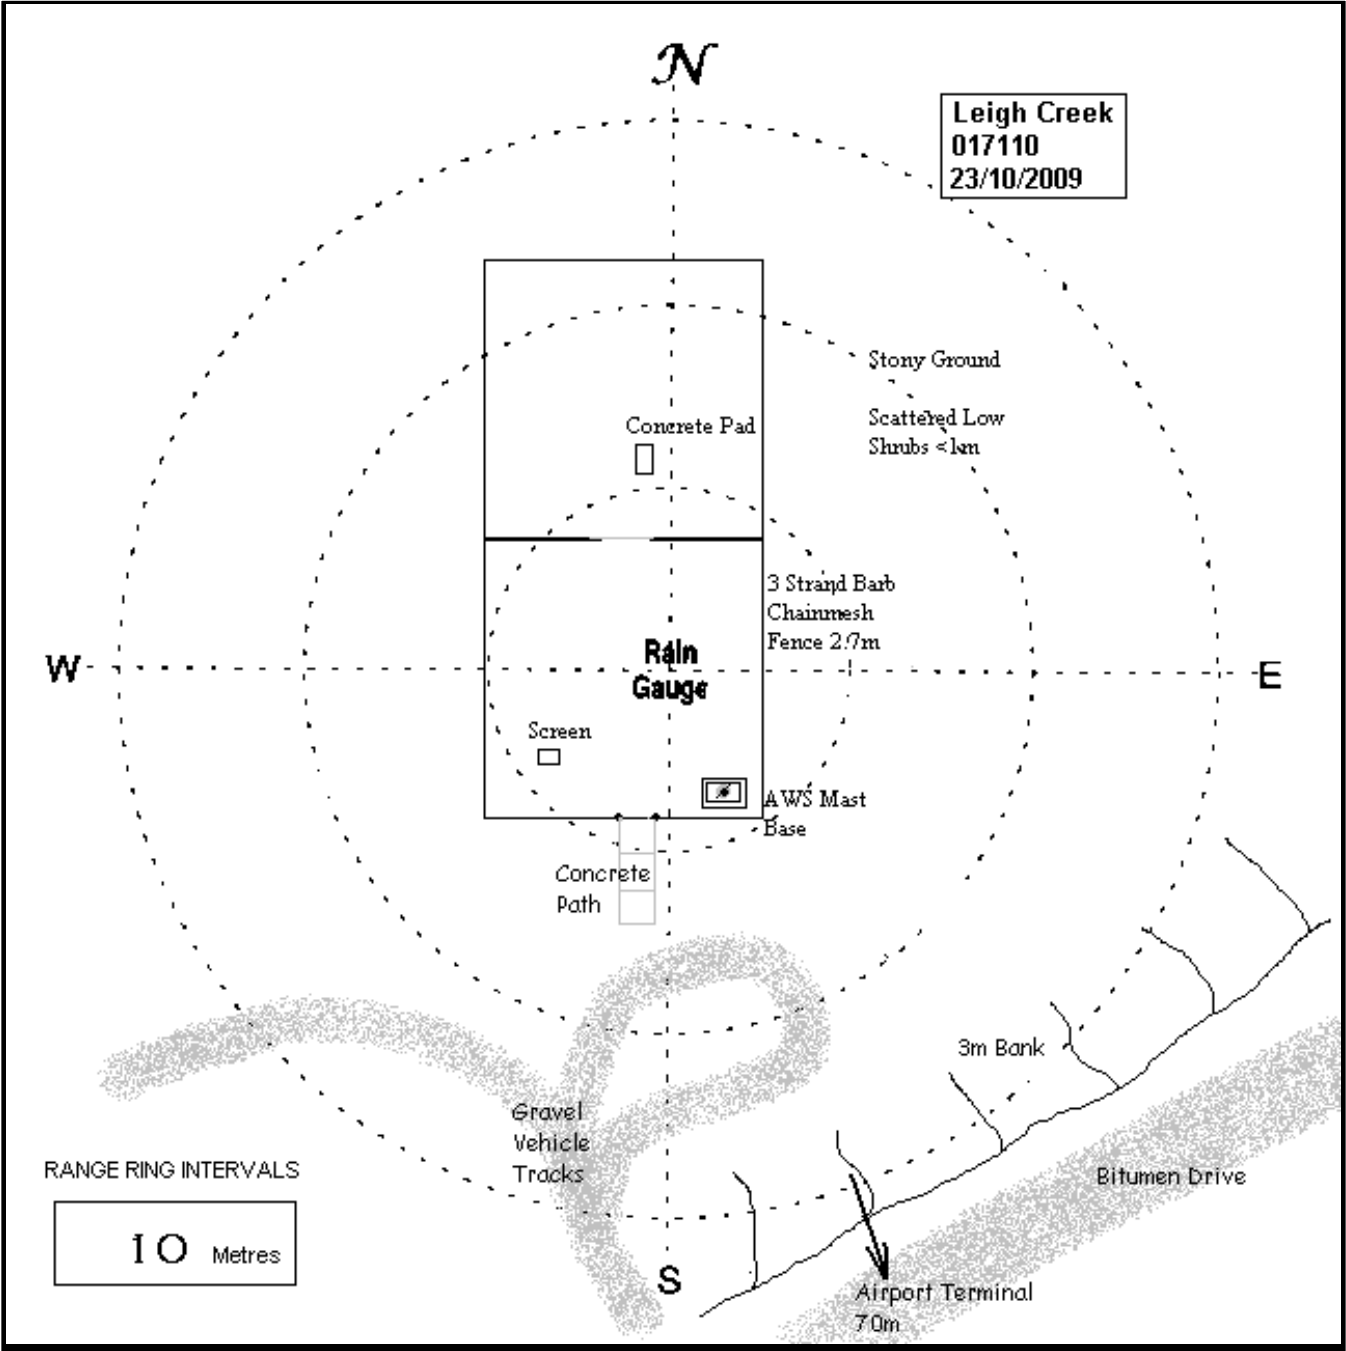 N
Leigh Creek
017110
23/10/2009
Stony Ground
Scattered Low
Shrubs <1m
Concrete Pad
3 Strand Barb
Chainmesh
Fence 2.7m
Rain
Gauge
W
E
Screen
AWS Mast
Base
Concrete
Path
3m Bank
Gravel
Vehicle
Tracks
Bitumen Drive
RANGE RING INTERVALS
10 Metres
S
Airport Terminal
70m